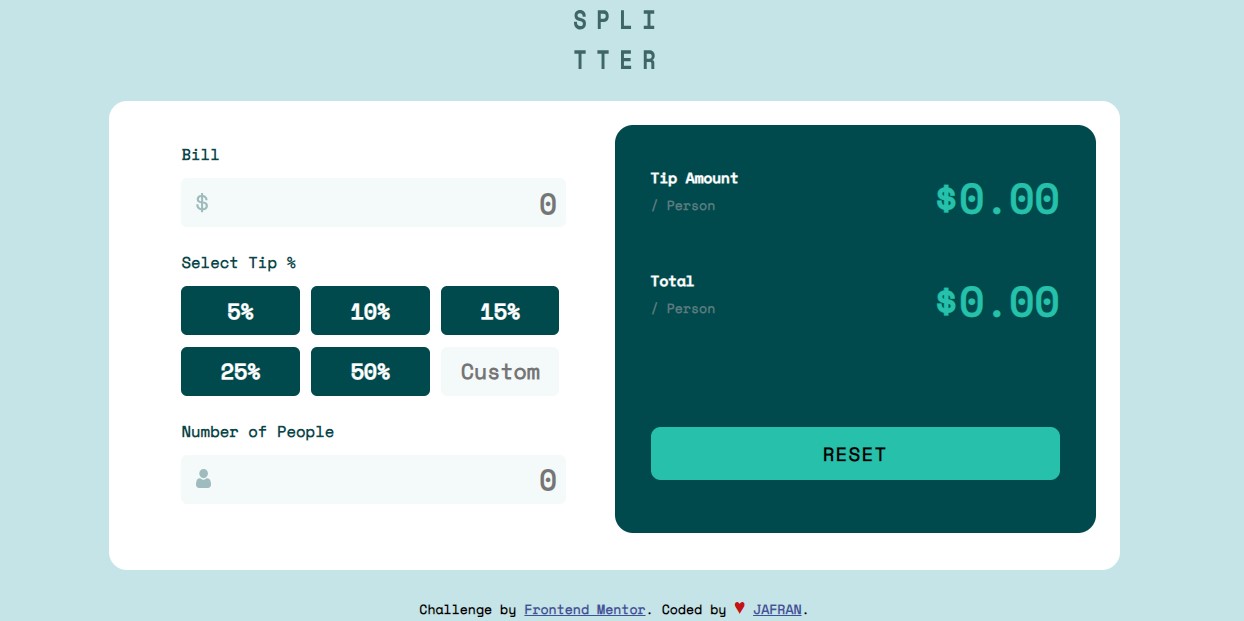 SPLI
TTER
Bill
$ 0
Select Tip %
5% 10% 15%
25% 50% Custom
Number of People
0
Tip Amount
/ Person
$0.00
Total
/ Person
$0.00
RESET
Challenge by Frontend Mentor. Coded by ♥ JAFRAN.